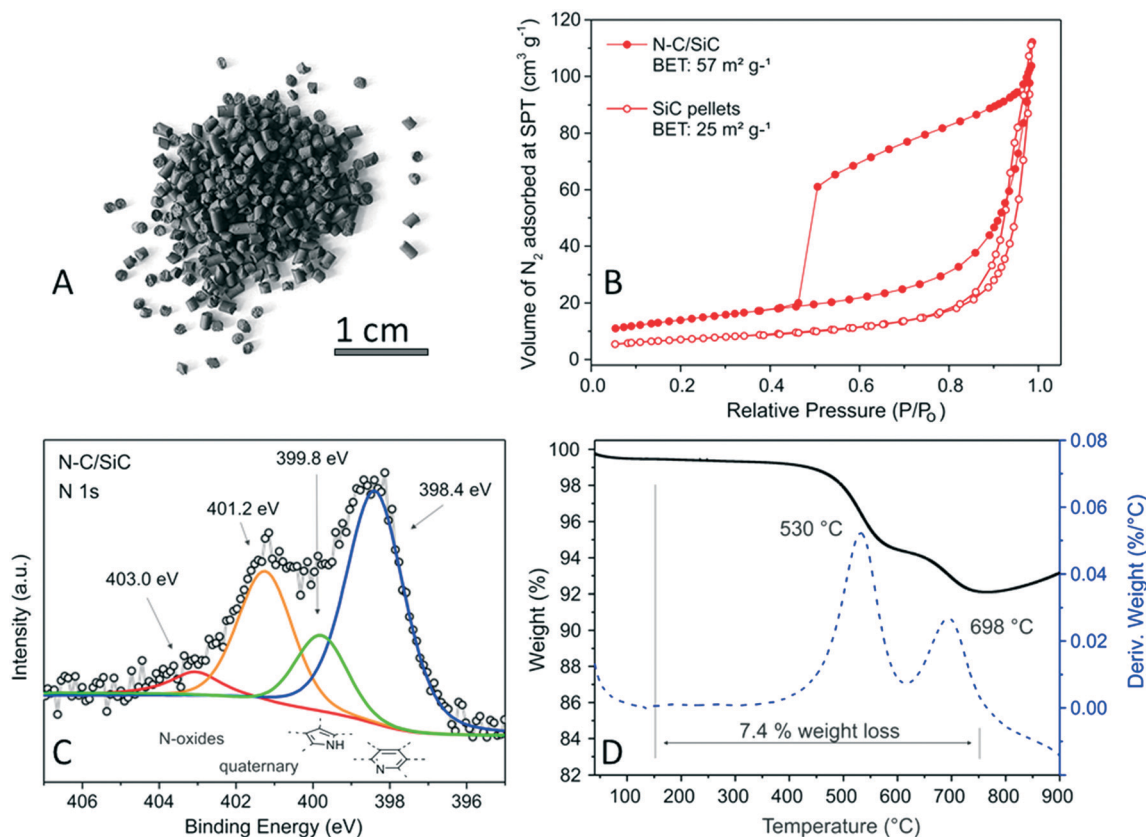 A
1 cm
Volume of N₂ adsorbed at SPT (cm³ g⁻¹)
120
100
80
60
40
20
0
N-C/SiC
BET: 57 m² g-¹
SiC pellets
BET: 25 m² g-¹
B
0.0 0.2 0.4 0.6 0.8 1.0
Relative Pressure (P/P₀)
Intensity (a.u.)
N-C/SiC
N 1s
399.8 eV
401.2 eV
398.4 eV
403.0 eV
C
N-oxides
quaternary
NH
N
406 404 402 400 398 396
Binding Energy (eV)
Weight (%)
100
98
96
94
92
90
88
86
84
82
530 °C
698 °C
7.4 % weight loss
D
100 200 300 400 500 600 700 800 900
Temperature (°C)
0.08
0.06
0.04
0.02
0.00
Deriv. Weight (%/°C)